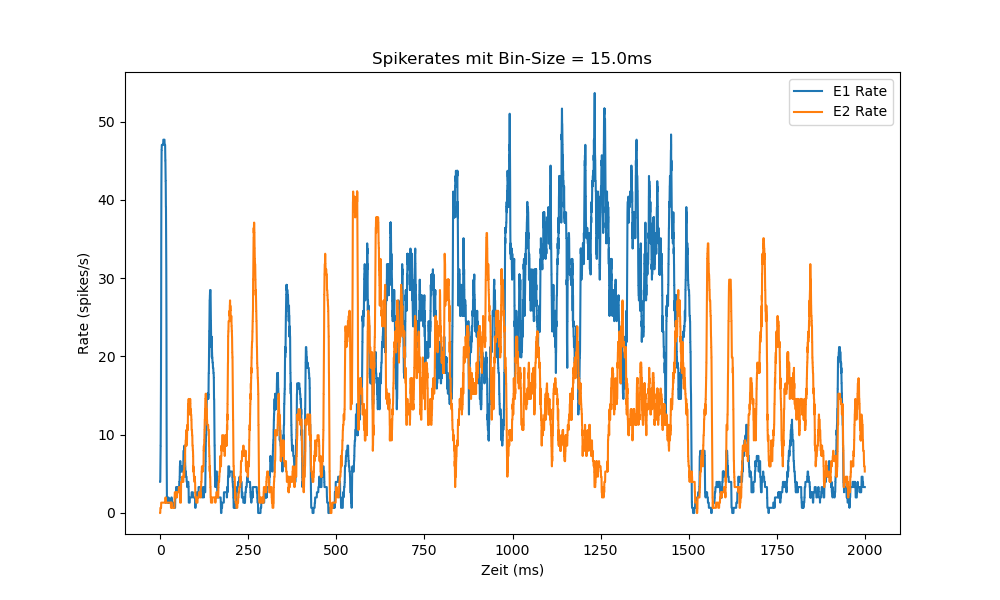 Spikerates mit Bin-Size = 15.0ms
E1 Rate
E2 Rate
Rate (spikes/s)
50
40
30
20
10
0
0 250 500 750 1000 1250 1500 1750 2000
Zeit (ms)